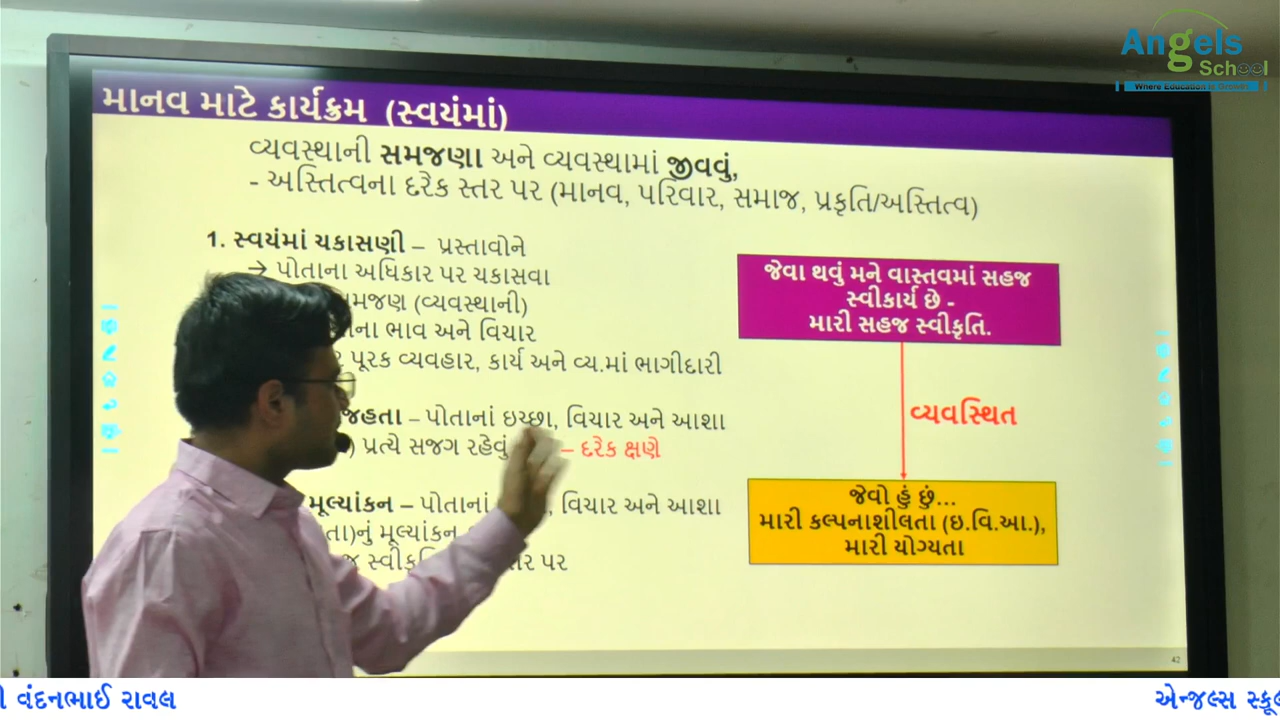 Angels
School
Where Education is
માનવ માટે કાર્યક્રમ (સ્વયંમાં)
વ્યવસ્થાની સમજણા અને વ્યવસ્થામાં જીવવું,
- અસ્તિત્વના દરેક સ્તર પર (માનવ, પરિવાર, સમાજ, પ્રકૃતિ/અસ્તિત્વ)
1. સ્વયંમાં ચકાસણી – પ્રસ્તાવોને
→ પોતાના અધિકાર પર ચકાસવા
મજણ (વ્યવસ્થાની)
ના ભાવ અને વિચાર
પૂરક વ્યવહાર, કાર્ય અને વ્ય.માં ભાગીદારી
જહતા – પોતાનાં ઇચ્છા, વિચાર અને આશા
) પ્રત્યે સજગ રહેવું – દરેક ક્ષણે
મૂલ્યાંકન – પોતાનાં , વિચાર અને આશા
તા)નું મૂલ્યાંકન
જ સ્વીકૃતિ પર
જેવા થવું મને વાસ્તવમાં સહજ
સ્વીકાર્ય છે -
મારી સહજ સ્વીકૃતિ.
વ્યવસ્થિત
જેવો હું છું...
મારી કલ્પનાશીલતા (ઇ.વિ.આ.),
મારી યોગ્યતા
42
વંદનભાઈ રાવલ
એન્જલ્સ સ્કૂલ